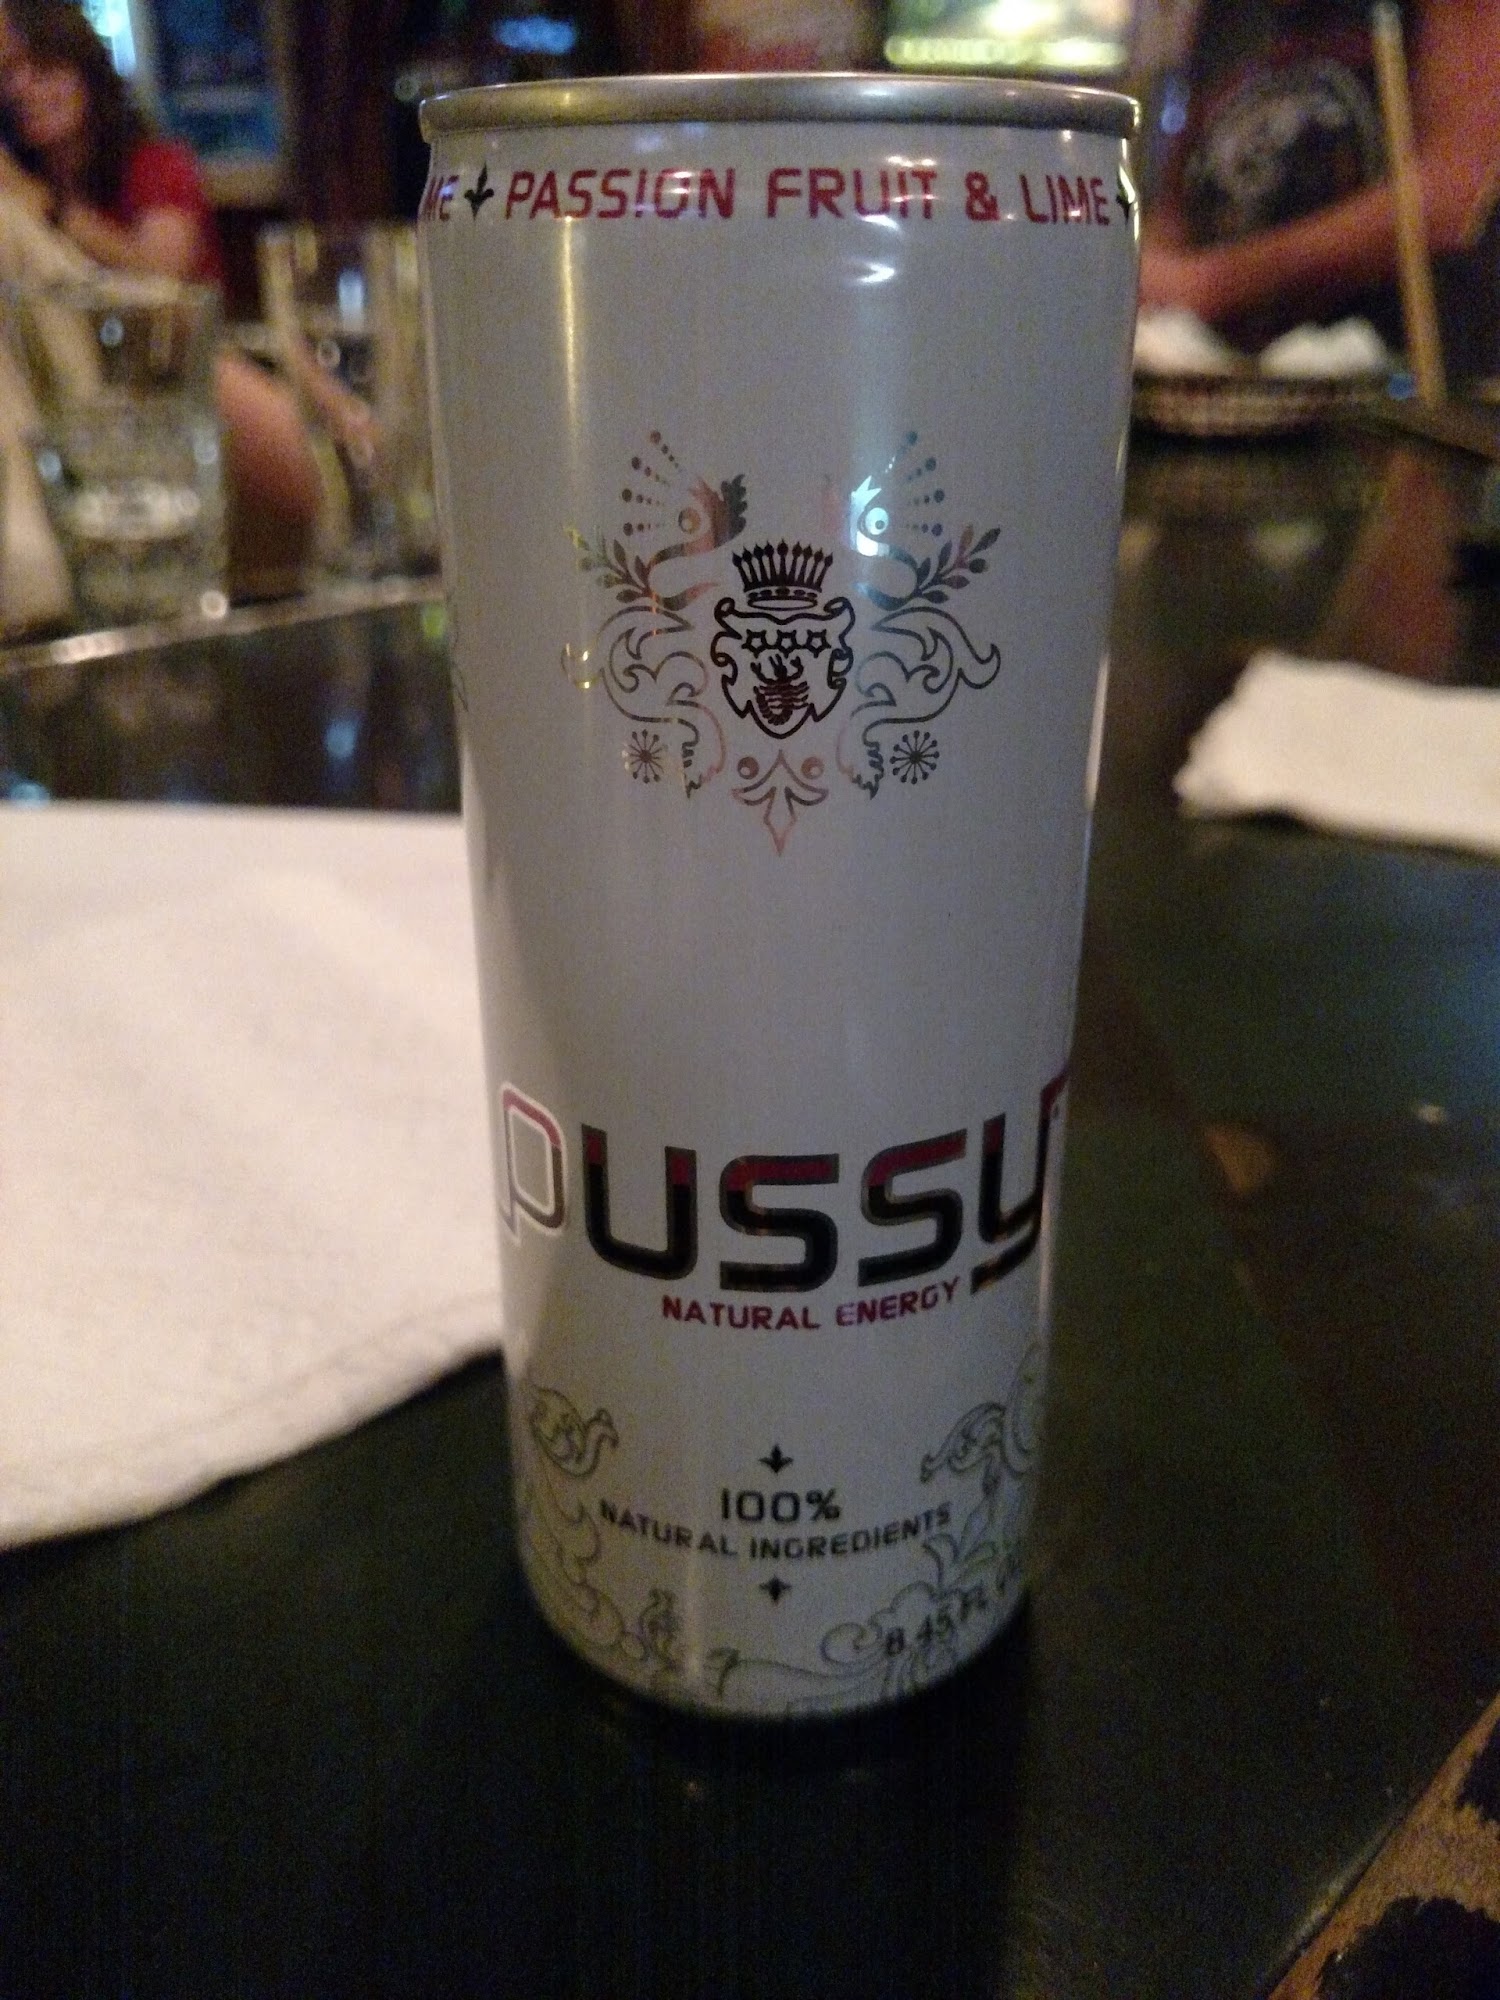 PASSION FRUIT & LIME
pussy
NATURAL ENERGY
100%
NATURAL INGREDIENTS
8.45 FL